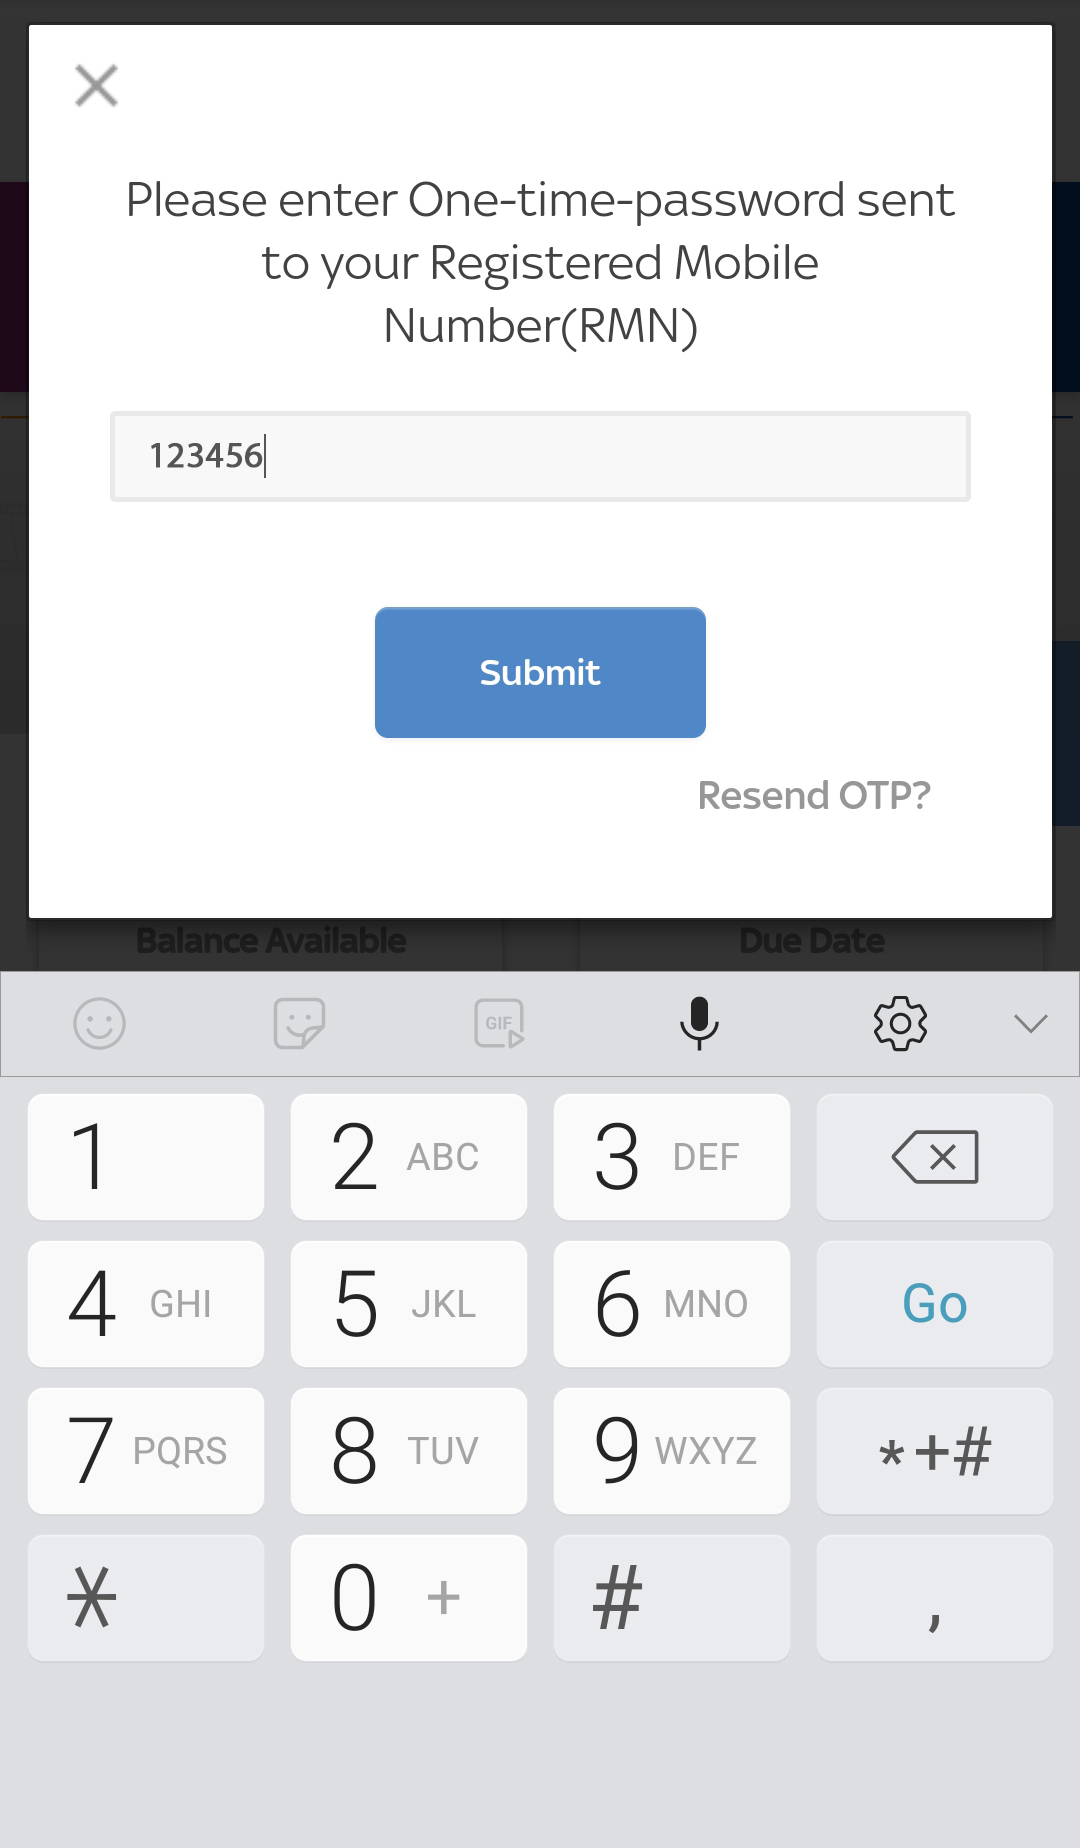 Please enter One-time-password sent
to your Registered Mobile
Number(RMN)
123456
Submit
Resend OTP?
Balance Available Due Date
GIF
1 2 ABC 3 DEF
4 GHI 5 JKL 6 MNO Go
7 PQRS 8 TUV 9 WXYZ *+#
* 0 + # ,